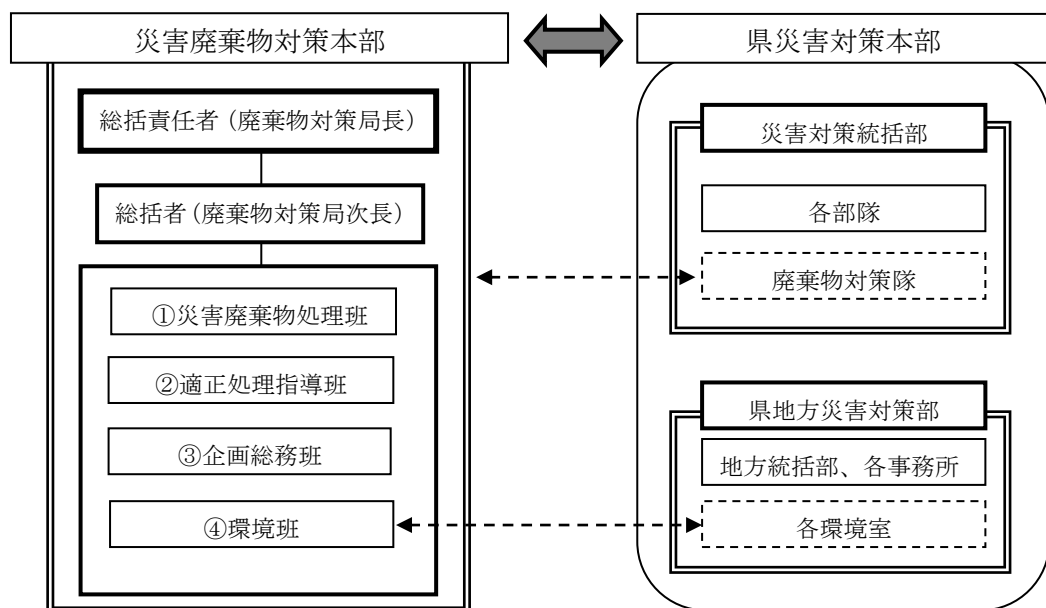 災害廃棄物対策本部
総括責任者（廃棄物対策局長）
総括者（廃棄物対策局次長）
①災害廃棄物処理班
②適正処理指導班
③企画総務班
④環境班
県災害対策本部
災害対策統括部
各部隊
廃棄物対策隊
県地方災害対策部
地方統括部、各事務所
各環境室